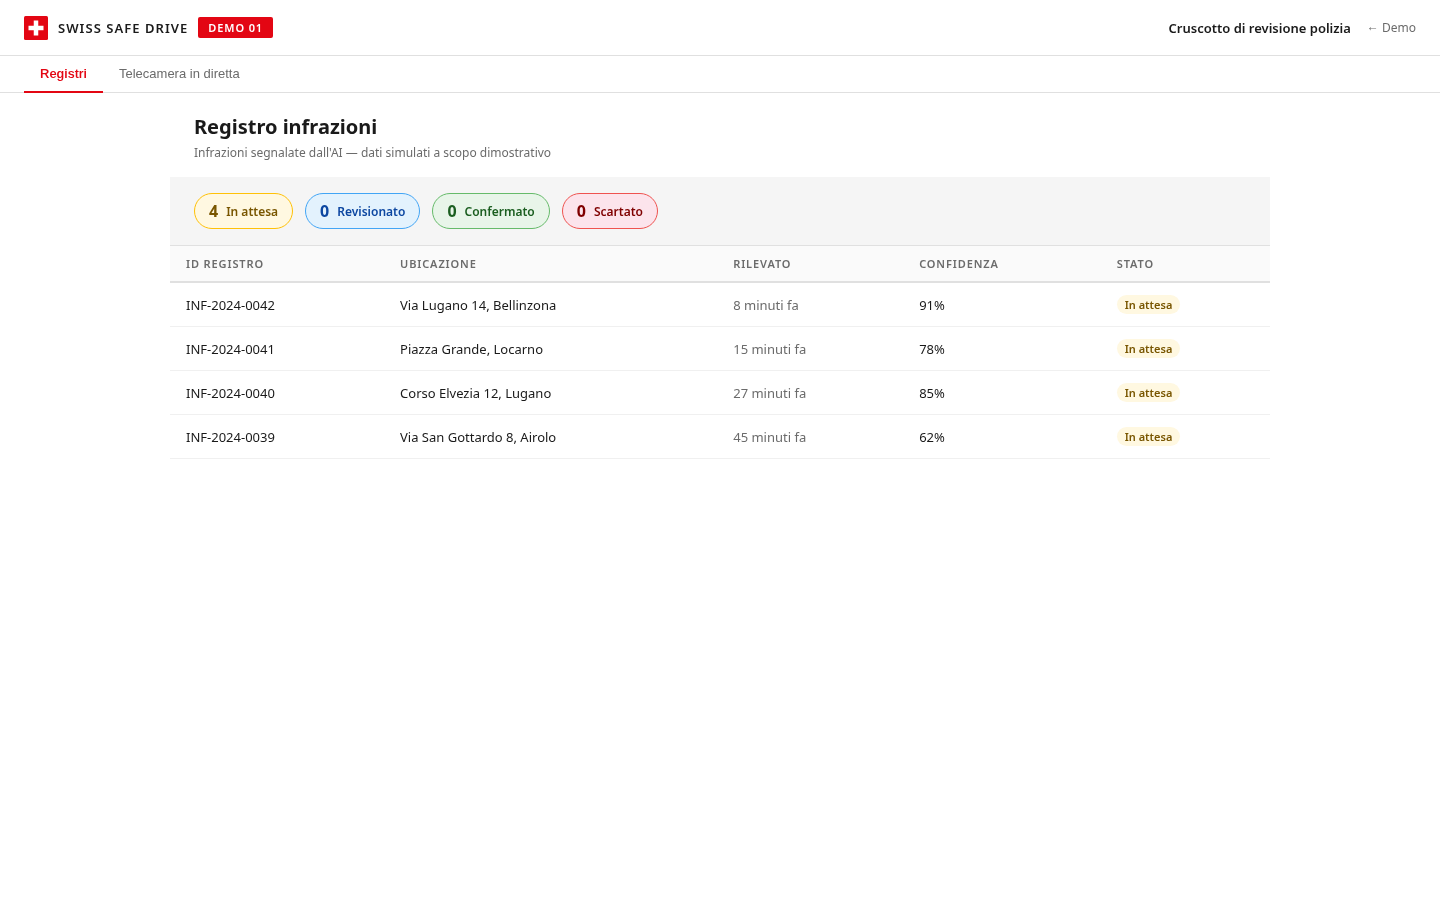 SWISS SAFE DRIVE DEMO 01 Cruscotto di revisione polizia ← Demo
Registri Telecamera in diretta
Registro infrazioni
Infrazioni segnalate dall'AI — dati simulati a scopo dimostrativo
4 In attesa 0 Revisionato 0 Confermato 0 Scartato
ID REGISTRO UBICAZIONE RILEVATO CONFIDENZA STATO
INF-2024-0042 Via Lugano 14, Bellinzona 8 minuti fa 91% In attesa
INF-2024-0041 Piazza Grande, Locarno 15 minuti fa 78% In attesa
INF-2024-0040 Corso Elvezia 12, Lugano 27 minuti fa 85% In attesa
INF-2024-0039 Via San Gottardo 8, Airolo 45 minuti fa 62% In attesa